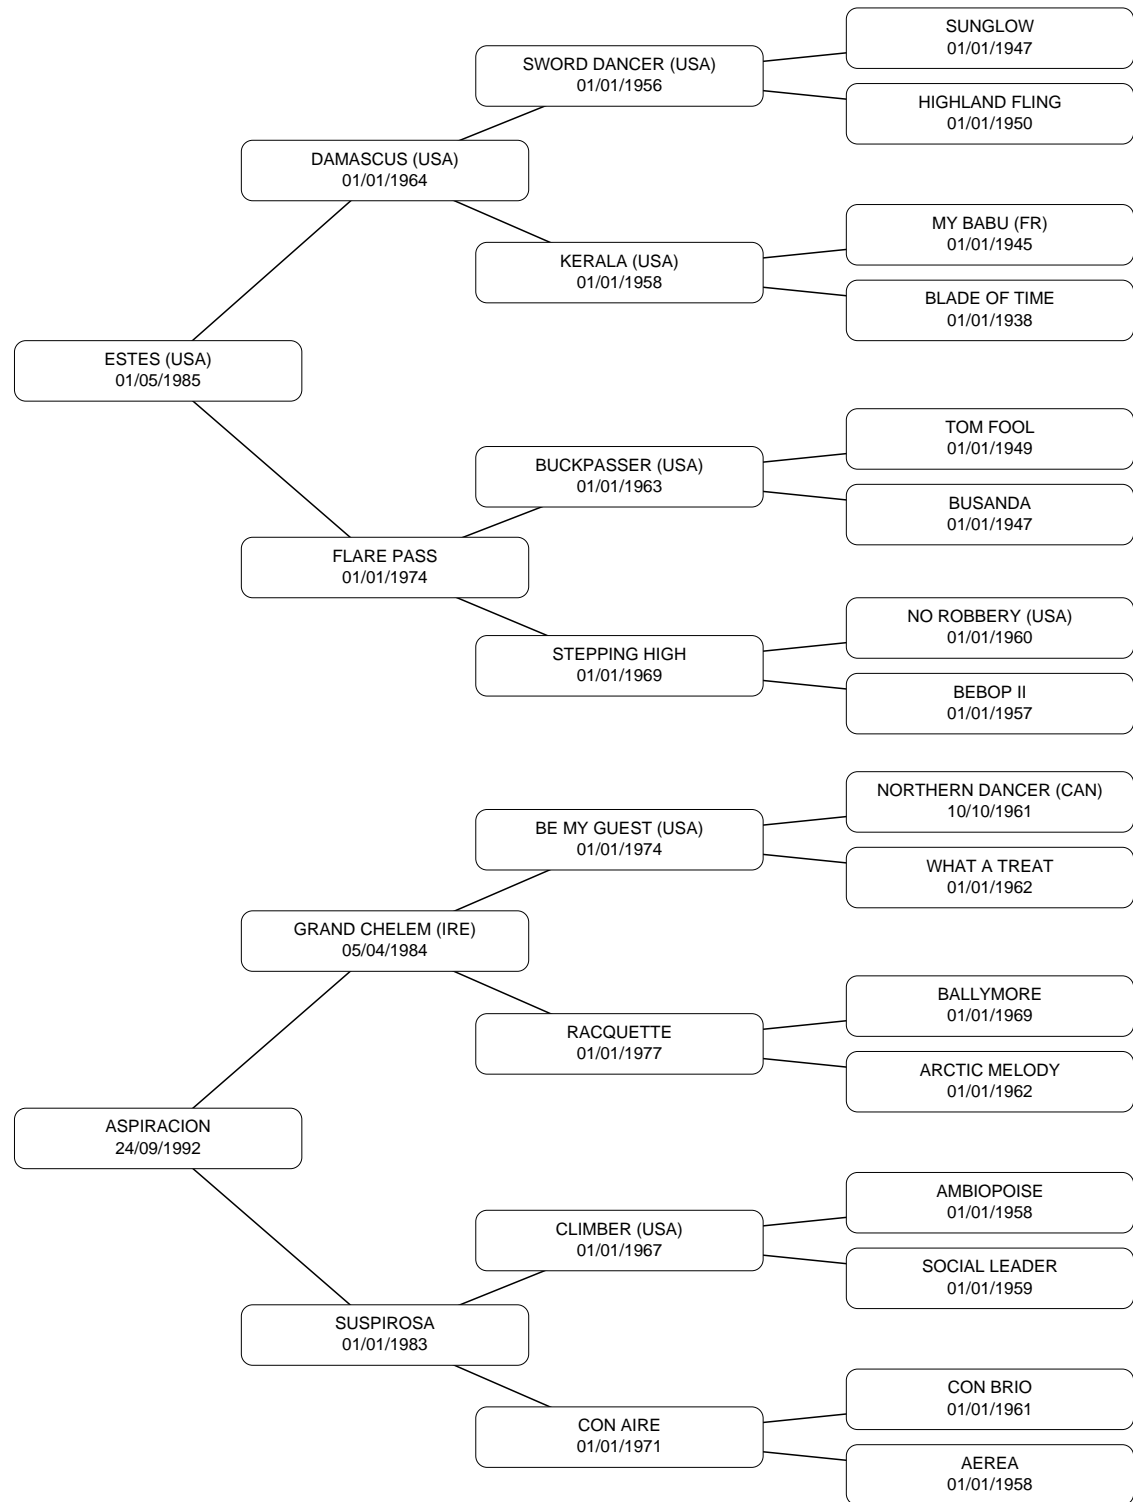 SUNGLOW
01/01/1947
SWORD DANCER (USA)
01/01/1956
HIGHLAND FLING
01/01/1950
DAMASCUS (USA)
01/01/1964
MY BABU (FR)
01/01/1945
KERALA (USA)
01/01/1958
BLADE OF TIME
01/01/1938
ESTES (USA)
01/05/1985
TOM FOOL
01/01/1949
BUCKPASSER (USA)
01/01/1963
BUSANDA
01/01/1947
FLARE PASS
01/01/1974
NO ROBBERY (USA)
01/01/1960
STEPPING HIGH
01/01/1969
BEBOP II
01/01/1957
NORTHERN DANCER (CAN)
10/10/1961
BE MY GUEST (USA)
01/01/1974
WHAT A TREAT
01/01/1962
GRAND CHELEM (IRE)
05/04/1984
BALLYMORE
01/01/1969
RACQUETTE
01/01/1977
ARCTIC MELODY
01/01/1962
ASPIRACION
24/09/1992
AMBIOPOISE
01/01/1958
CLIMBER (USA)
01/01/1967
SOCIAL LEADER
01/01/1959
SUSPIROSA
01/01/1983
CON BRIO
01/01/1961
CON AIRE
01/01/1971
AEREA
01/01/1958